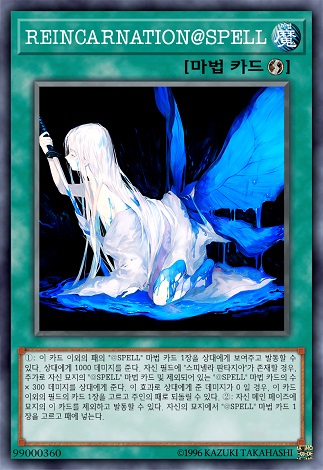 REINCARNATION@SPELL
魔
[마법 카드]
①: 이 카드 이외의 패의 "@SPELL" 마법 카드 1장을 상대에게 보여주고 발동할 수
있다. 상대에게 1000 데미지를 준다. 자신 필드에 "스피넬라 판타지아"가 존재할 경우,
추가로 자신 묘지의 "@SPELL" 마법 카드 및 제외되어 있는 "@SPELL" 마법 카드의 수
× 300 데미지를 상대에게 준다. 이 효과로 상대에게 준 데미지가 0 일 경우, 이 카드
이외의 필드의 카드 1장을 고르고 주인의 패로 되돌릴 수 있다. ②: 자신 메인 페이즈에
묘지의 이 카드를 제외하고 발동할 수 있다. 자신의 묘지에서 "@SPELL" 마법 카드 1
장을 고르고 패에 넣는다.
99000360
©1996 KAZUKI TAKAHASHI